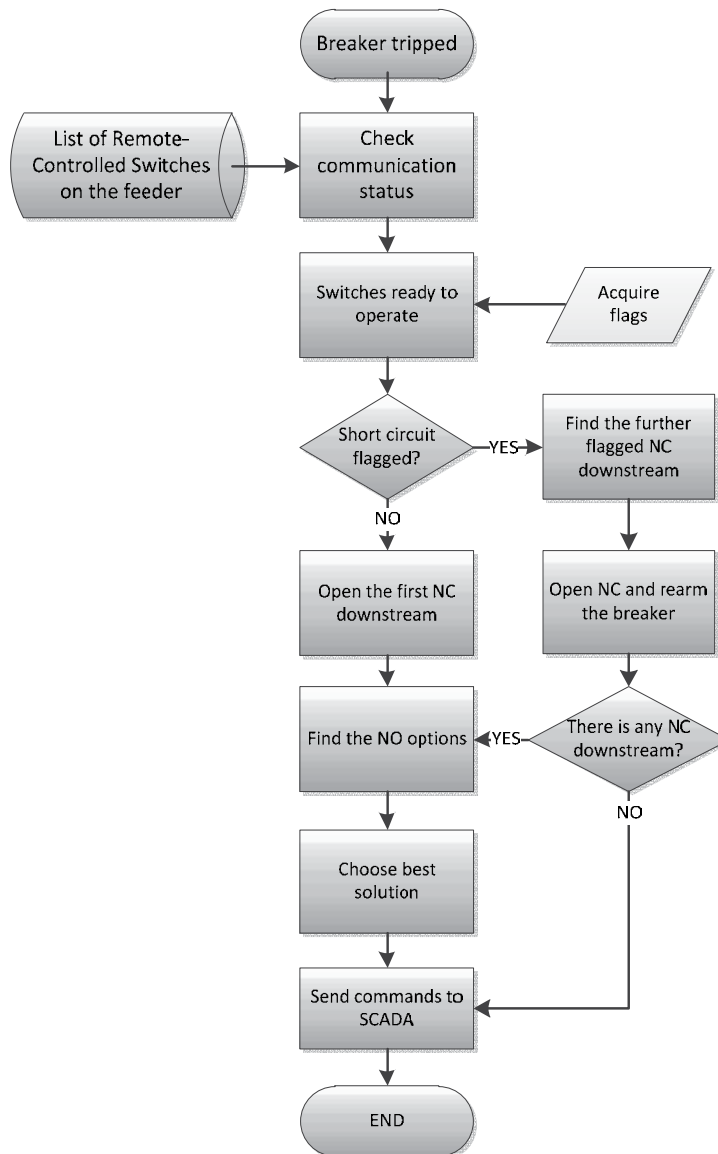 Breaker tripped
List of Remote-
Controlled Switches
on the feeder
Check
communication
status
Switches ready to
operate
Acquire
flags
Short circuit
flagged?
YES
Find the further
flagged NC
downstream
NO
Open the first NC
downstream
Open NC and rearm
the breaker
Find the NO options
YES
There is any NC
downstream?
NO
Choose best
solution
Send commands to
SCADA
END